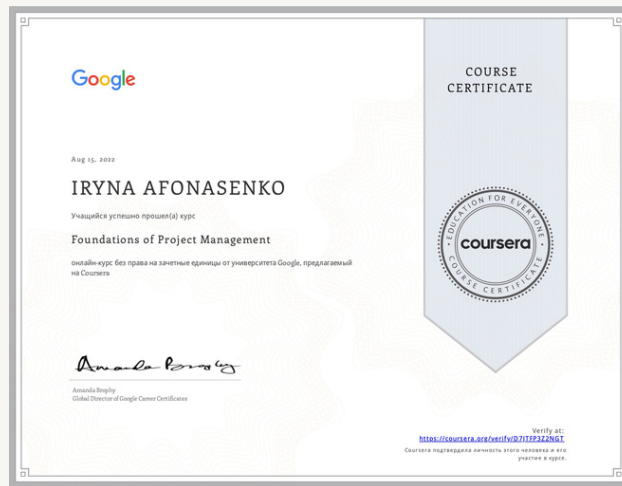 Google
COURSE
CERTIFICATE
Aug 15, 2022
IRYNA AFONASENKO
Учащийся успешно прошел(а) курс
Foundations of Project Management
онлайн-курс без права на зачетные единицы от университета Google, предлагаемый
на Coursera
EDUCATION FOR EVERYONE
coursera
COURSE CERTIFICATE
Amanda Brophy
Amanda Brophy
Global Director of Google Career Certificates
Verify at:
https://coursera.org/verify/D7JTFP3Z2NGT
Coursera подтвердила личность этого человека и его
участие в курсе.